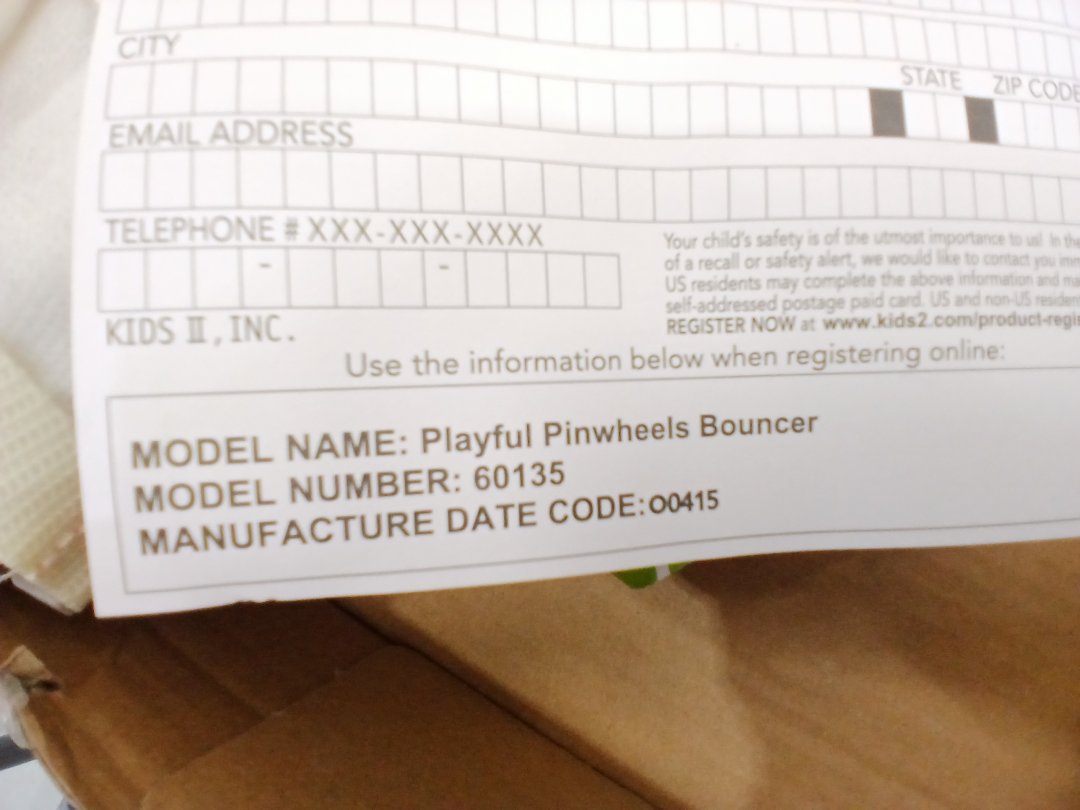 CITY
STATE ZIP CODE
EMAIL ADDRESS
TELEPHONE # XXX-XXX-XXXX
- -
Your child's safety is of the utmost importance to us! In the
of a recall or safety alert, we would like to contact you
US residents may complete the above information and
self-addressed postage paid card. US and non-US
REGISTER NOW at www.kids2.com/product-regis
KIDS II, INC.
Use the information below when registering online:
MODEL NAME: Playful Pinwheels Bouncer
MODEL NUMBER: 60135
MANUFACTURE DATE CODE: OO415